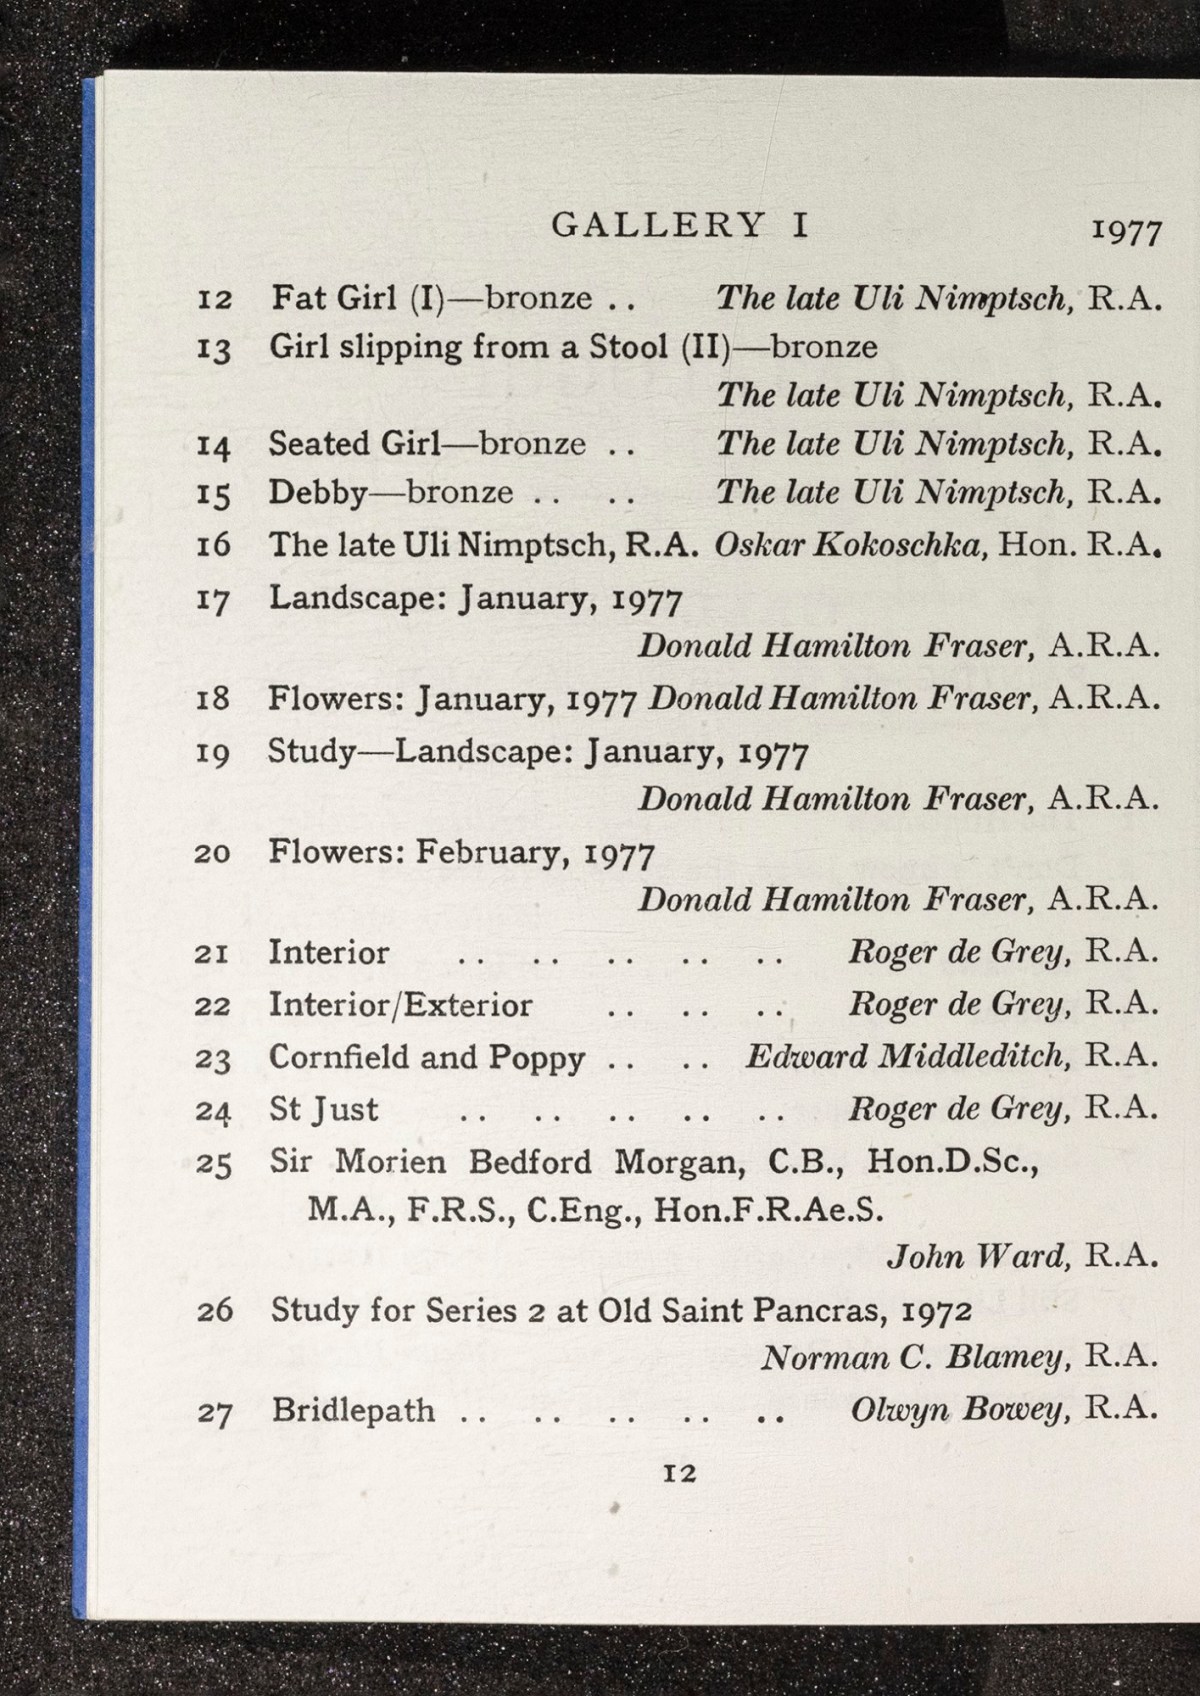 GALLERY I 1977
12 Fat Girl (I)—bronze .. The late Uli Nimptsch, R.A.
13 Girl slipping from a Stool (II)—bronze
The late Uli Nimptsch, R.A.
14 Seated Girl—bronze .. The late Uli Nimptsch, R.A.
15 Debby—bronze .. .. The late Uli Nimptsch, R.A.
16 The late Uli Nimptsch, R.A. Oskar Kokoschka, Hon. R.A.
17 Landscape: January, 1977
Donald Hamilton Fraser, A.R.A.
18 Flowers: January, 1977 Donald Hamilton Fraser, A.R.A.
19 Study—Landscape: January, 1977
Donald Hamilton Fraser, A.R.A.
20 Flowers: February, 1977
Donald Hamilton Fraser, A.R.A.
21 Interior .. .. .. .. .. Roger de Grey, R.A.
22 Interior/Exterior .. .. .. Roger de Grey, R.A.
23 Cornfield and Poppy .. .. Edward Middleditch, R.A.
24 St Just .. .. .. .. .. Roger de Grey, R.A.
25 Sir Morien Bedford Morgan, C.B., Hon.D.Sc.,
M.A., F.R.S., C.Eng., Hon.F.R.Ae.S.
John Ward, R.A.
26 Study for Series 2 at Old Saint Pancras, 1972
Norman C. Blamey, R.A.
27 Bridlepath .. .. .. .. .. Olwyn Bowey, R.A.
12